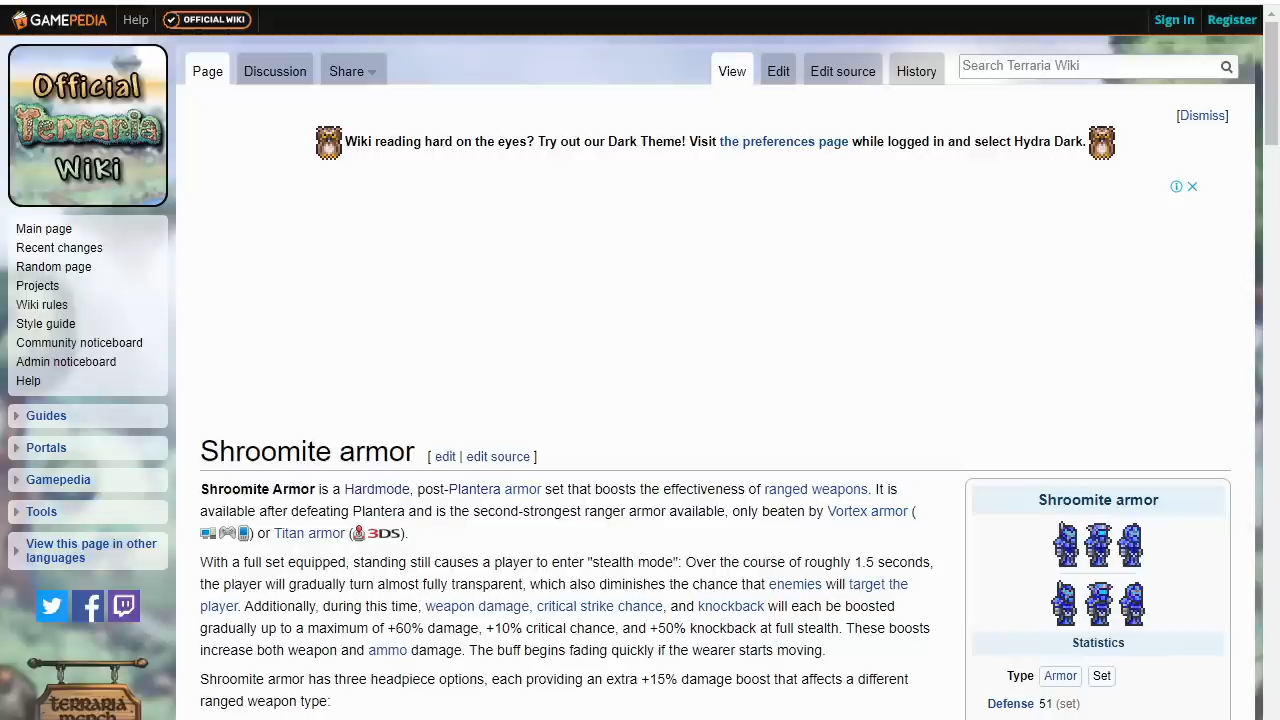 GAMEPEDIA Help OFFICIAL WIKI Sign In Register
Official
Terraria
Wiki
Page Discussion Share View Edit Edit source History Search Terraria Wiki
[Dismiss]
Wiki reading hard on the eyes? Try out our Dark Theme! Visit the preferences page while logged in and select Hydra Dark.
Main page
Recent changes
Random page
Projects
Wiki rules
Style guide
Community noticeboard
Admin noticeboard
Help
Guides
Portals
Gamepedia
Tools
View this page in other
languages
TERRARIA
MERCH
Shroomite armor [ edit | edit source ]
Shroomite Armor is a Hardmode, post-Plantera armor set that boosts the effectiveness of ranged weapons. It is
available after defeating Plantera and is the second-strongest ranger armor available, only beaten by Vortex armor (
) or Titan armor ( 3DS).
With a full set equipped, standing still causes a player to enter "stealth mode": Over the course of roughly 1.5 seconds,
the player will gradually turn almost fully transparent, which also diminishes the chance that enemies will target the
player. Additionally, during this time, weapon damage, critical strike chance, and knockback will each be boosted
gradually up to a maximum of +60% damage, +10% critical chance, and +50% knockback at full stealth. These boosts
increase both weapon and ammo damage. The buff begins fading quickly if the wearer starts moving.
Shroomite armor has three headpiece options, each providing an extra +15% damage boost that affects a different
ranged weapon type:
Shroomite armor
Statistics
Type Armor Set
Defense 51 (set)